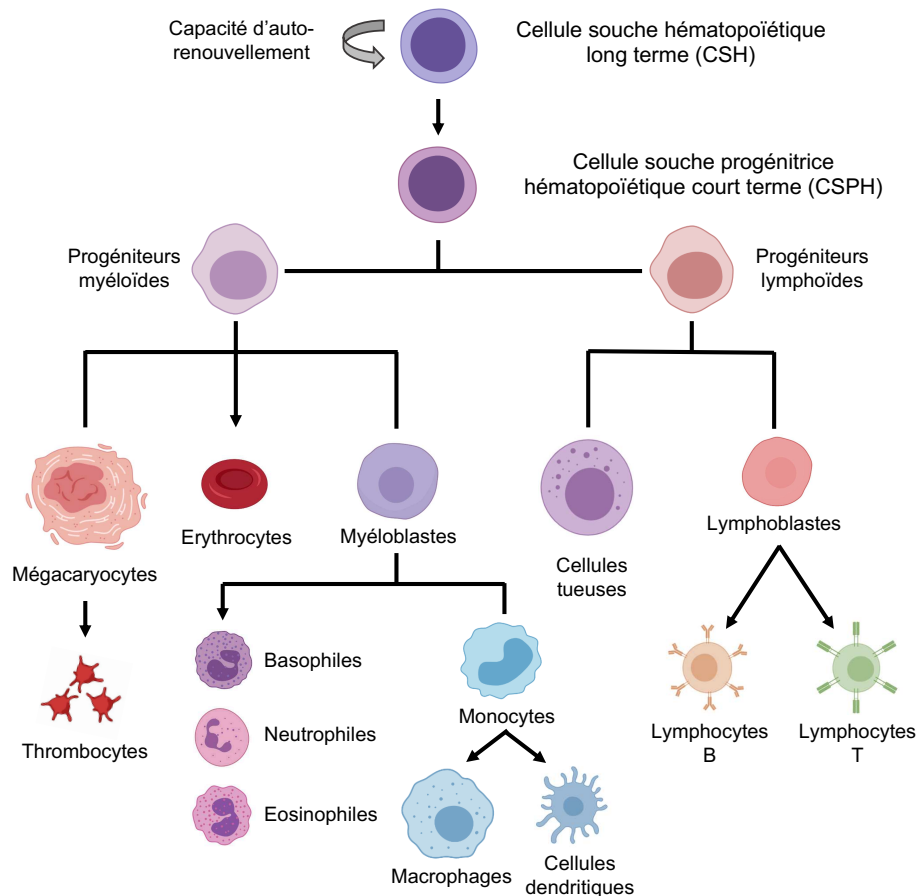 Capacité d'auto-
renouvellement
Cellule souche hématopoïétique
long terme (CSH)
Cellule souche progénitrice
hématopoïétique court terme (CSPH)
Progéniteurs
myéloïdes
Progéniteurs
lymphoïdes
Mégacaryocytes
Erythrocytes
Myéloblastes
Cellules
tueuses
Lymphoblastes
Thrombocytes
Basophiles
Neutrophiles
Eosinophiles
Monocytes
Macrophages
Cellules
dendritiques
Lymphocytes
B
Lymphocytes
T